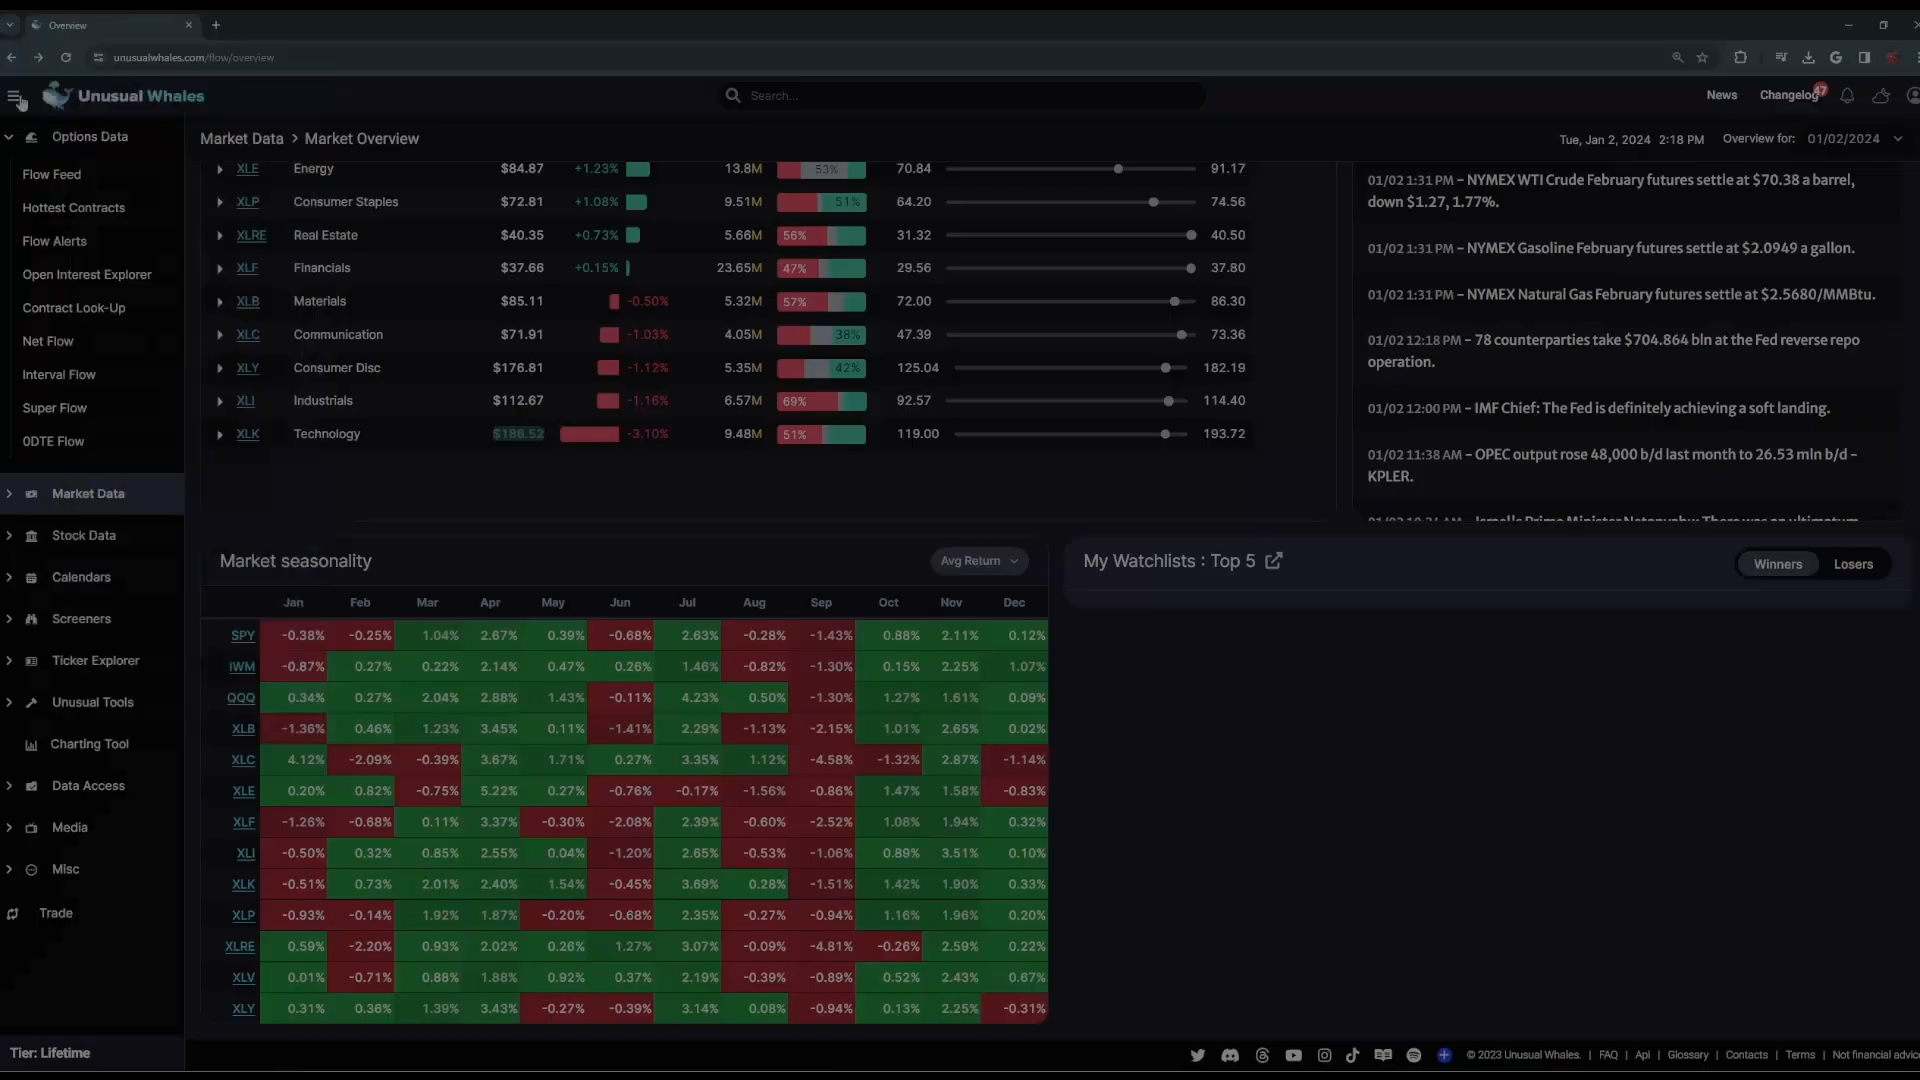 Overview
unusualwhales.com/flow/overview
Unusual Whales
Search...
News
Changelog
47
Options Data
Flow Feed
Hottest Contracts
Flow Alerts
Open Interest Explorer
Contract Look-Up
Net Flow
Interval Flow
Super Flow
0DTE Flow
Market Data
Stock Data
Calendars
Screeners
Ticker Explorer
Unusual Tools
Charting Tool
Data Access
Media
Misc
Trade
Tier: Lifetime
Market Data > Market Overview
Tue, Jan 2, 2024 2:18 PM Overview for: 01/02/2024
XLE Energy $84.87 +1.23% 13.8M 53% 70.84 91.17
XLP Consumer Staples $72.81 +1.08% 9.51M 51% 64.20 74.56
XLRE Real Estate $40.35 +0.73% 5.66M 56% 31.32 40.50
XLF Financials $37.66 +0.15% 23.65M 47% 29.56 37.80
XLB Materials $85.11 -0.50% 5.32M 57% 72.00 86.30
XLC Communication $71.91 -1.03% 4.05M 38% 47.39 73.36
XLY Consumer Disc $176.81 -1.12% 5.35M 42% 125.04 182.19
XLI Industrials $112.67 -1.16% 6.57M 69% 92.57 114.40
XLK Technology $186.52 -3.10% 9.48M 51% 119.00 193.72
01/02 1:31 PM – NYMEX WTI Crude February futures settle at $70.38 a barrel,
down $1.27, 1.77%.
01/02 1:31 PM – NYMEX Gasoline February futures settle at $2.0949 a gallon.
01/02 1:31 PM – NYMEX Natural Gas February futures settle at $2.5680/MMBtu.
01/02 12:18 PM – 78 counterparties take $704.864 bln at the Fed reverse repo
operation.
01/02 12:00 PM – IMF Chief: The Fed is definitely achieving a soft landing.
01/02 11:38 AM – OPEC output rose 48,000 b/d last month to 26.53 mln b/d –
KPLER.
Market seasonality
Avg Return
Jan Feb Mar Apr May Jun Jul Aug Sep Oct Nov Dec
SPY -0.38% -0.25% 1.04% 2.67% 0.39% -0.68% 2.63% -0.28% -1.43% 0.88% 2.11% 0.12%
IWM -0.87% 0.27% 0.22% 2.14% 0.47% 0.26% 1.46% -0.82% -1.30% 0.15% 2.25% 1.07%
QQQ 0.34% 0.27% 2.04% 2.88% 1.43% -0.11% 4.23% 0.50% -1.30% 1.27% 1.61% 0.09%
XLB -1.36% 0.46% 1.23% 3.45% 0.11% -1.41% 2.29% -1.13% -2.15% 1.01% 2.65% 0.02%
XLC 4.12% -2.09% -0.39% 3.67% 1.71% 0.27% 3.35% 1.12% -4.58% -1.32% 2.87% -1.14%
XLE 0.20% 0.82% -0.75% 5.22% 0.27% -0.76% -0.17% -1.56% -0.86% 1.47% 1.58% -0.83%
XLF -1.26% -0.68% 0.11% 3.37% -0.30% -2.08% 2.39% -0.60% -2.52% 1.08% 1.94% 0.32%
XLI -0.50% 0.32% 0.85% 2.55% 0.04% -1.20% 2.65% -0.53% -1.06% 0.89% 3.51% 0.10%
XLK -0.51% 0.73% 2.01% 2.40% 1.54% -0.45% 3.69% 0.28% -1.51% 1.42% 1.90% 0.33%
XLP -0.93% -0.14% 1.92% 1.87% -0.20% -0.68% 2.35% -0.27% -0.94% 1.16% 1.96% 0.20%
XLRE 0.59% -2.20% 0.93% 2.02% 0.26% 1.27% 3.07% -0.09% -4.81% -0.26% 2.59% 0.22%
XLV 0.01% -0.71% 0.88% 1.88% 0.92% 0.37% 2.19% -0.39% -0.89% 0.52% 2.43% 0.67%
XLY 0.31% 0.36% 1.39% 3.43% -0.27% -0.39% 3.14% 0.08% -0.94% 0.13% 2.25% -0.31%
My Watchlists : Top 5
Winners Losers
© 2023 Unusual Whales. | FAQ | Api | Glossary | Contacts | Terms | Not financial advice